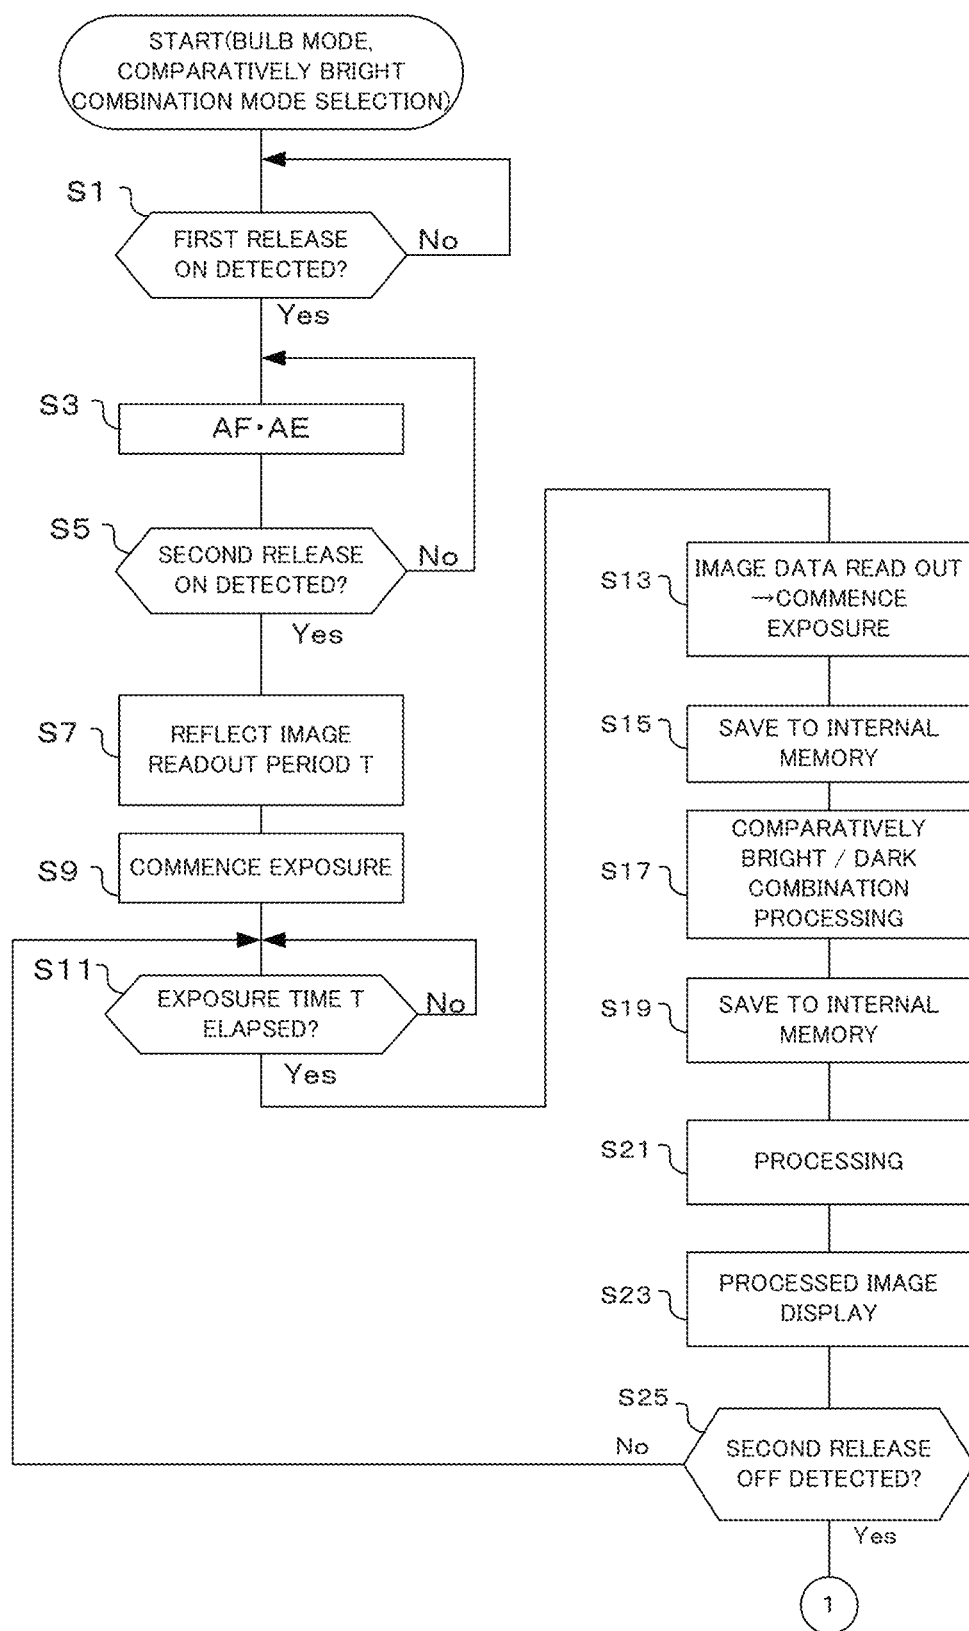 START(BULB MODE,
COMPARATIVELY BRIGHT
COMBINATION MODE SELECTION)
S1
FIRST RELEASE
ON DETECTED?
No
Yes
S3
AF・AE
S5
SECOND RELEASE
ON DETECTED?
No
Yes
S7
REFLECT IMAGE
READOUT PERIOD T
S9
COMMENCE EXPOSURE
S11
EXPOSURE TIME T
ELAPSED?
No
Yes
S13
IMAGE DATA READ OUT
→COMMENCE
EXPOSURE
S15
SAVE TO INTERNAL
MEMORY
S17
COMPARATIVELY
BRIGHT / DARK
COMBINATION
PROCESSING
S19
SAVE TO INTERNAL
MEMORY
S21
PROCESSING
S23
PROCESSED IMAGE
DISPLAY
S25
SECOND RELEASE
OFF DETECTED?
No
Yes
1